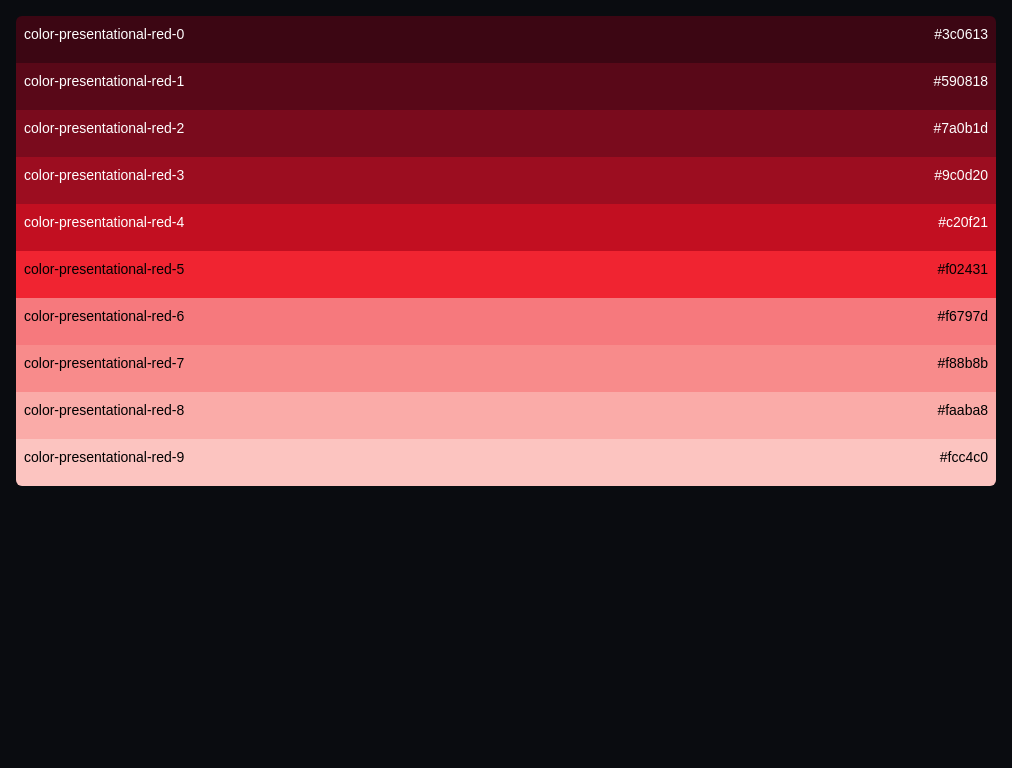 color-presentational-red-0 #3c0613
color-presentational-red-1 #590818
color-presentational-red-2 #7a0b1d
color-presentational-red-3 #9c0d20
color-presentational-red-4 #c20f21
color-presentational-red-5 #f02431
color-presentational-red-6 #f6797d
color-presentational-red-7 #f88b8b
color-presentational-red-8 #faaba8
color-presentational-red-9 #fcc4c0